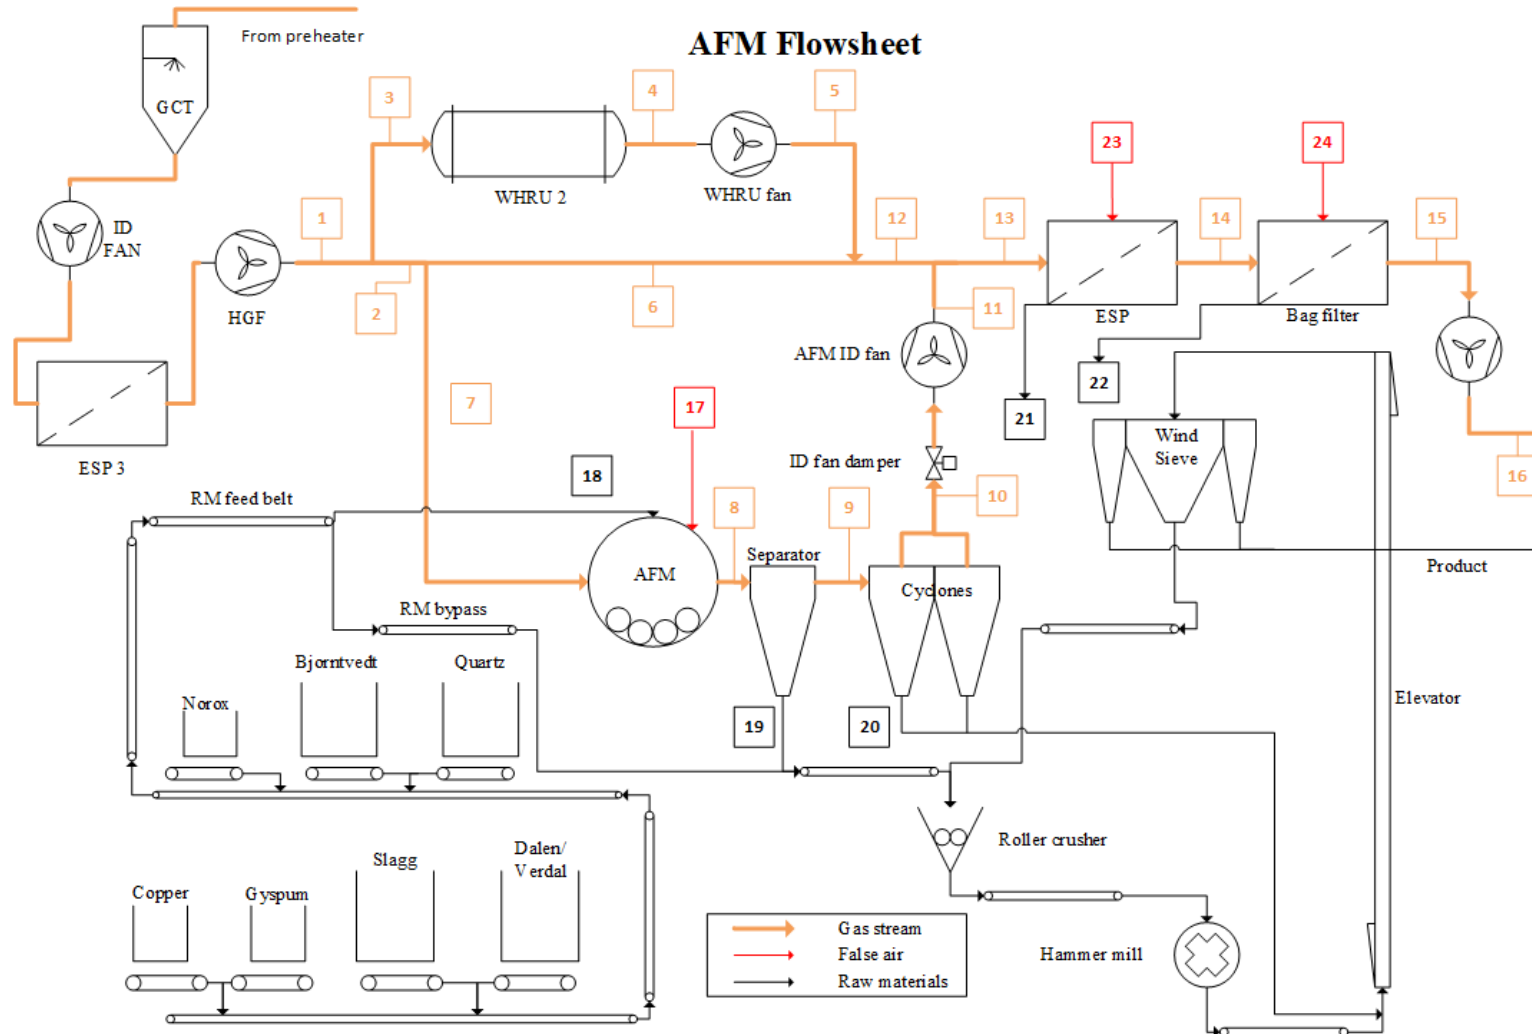 From preheater
AFM Flowsheet
GCT
3
4
5
23
24
WHRU 2
WHRU fan
ID
FAN
1
12
13
14
15
HGF
2
6
11
ESP
Bag filter
AFM ID fan
7
17
21
22
ESP 3
18
ID fan damper
Wind
Sieve
16
RM feed belt
8
9
10
Separator
AFM
Cyclones
Product
RM bypass
Bjorntvedt
Quartz
Norox
19
20
Elevator
Roller crusher
Slagg
Dalen/
Verdal
Copper
Gyspum
Gas stream
False air
Raw materials
Hammer mill